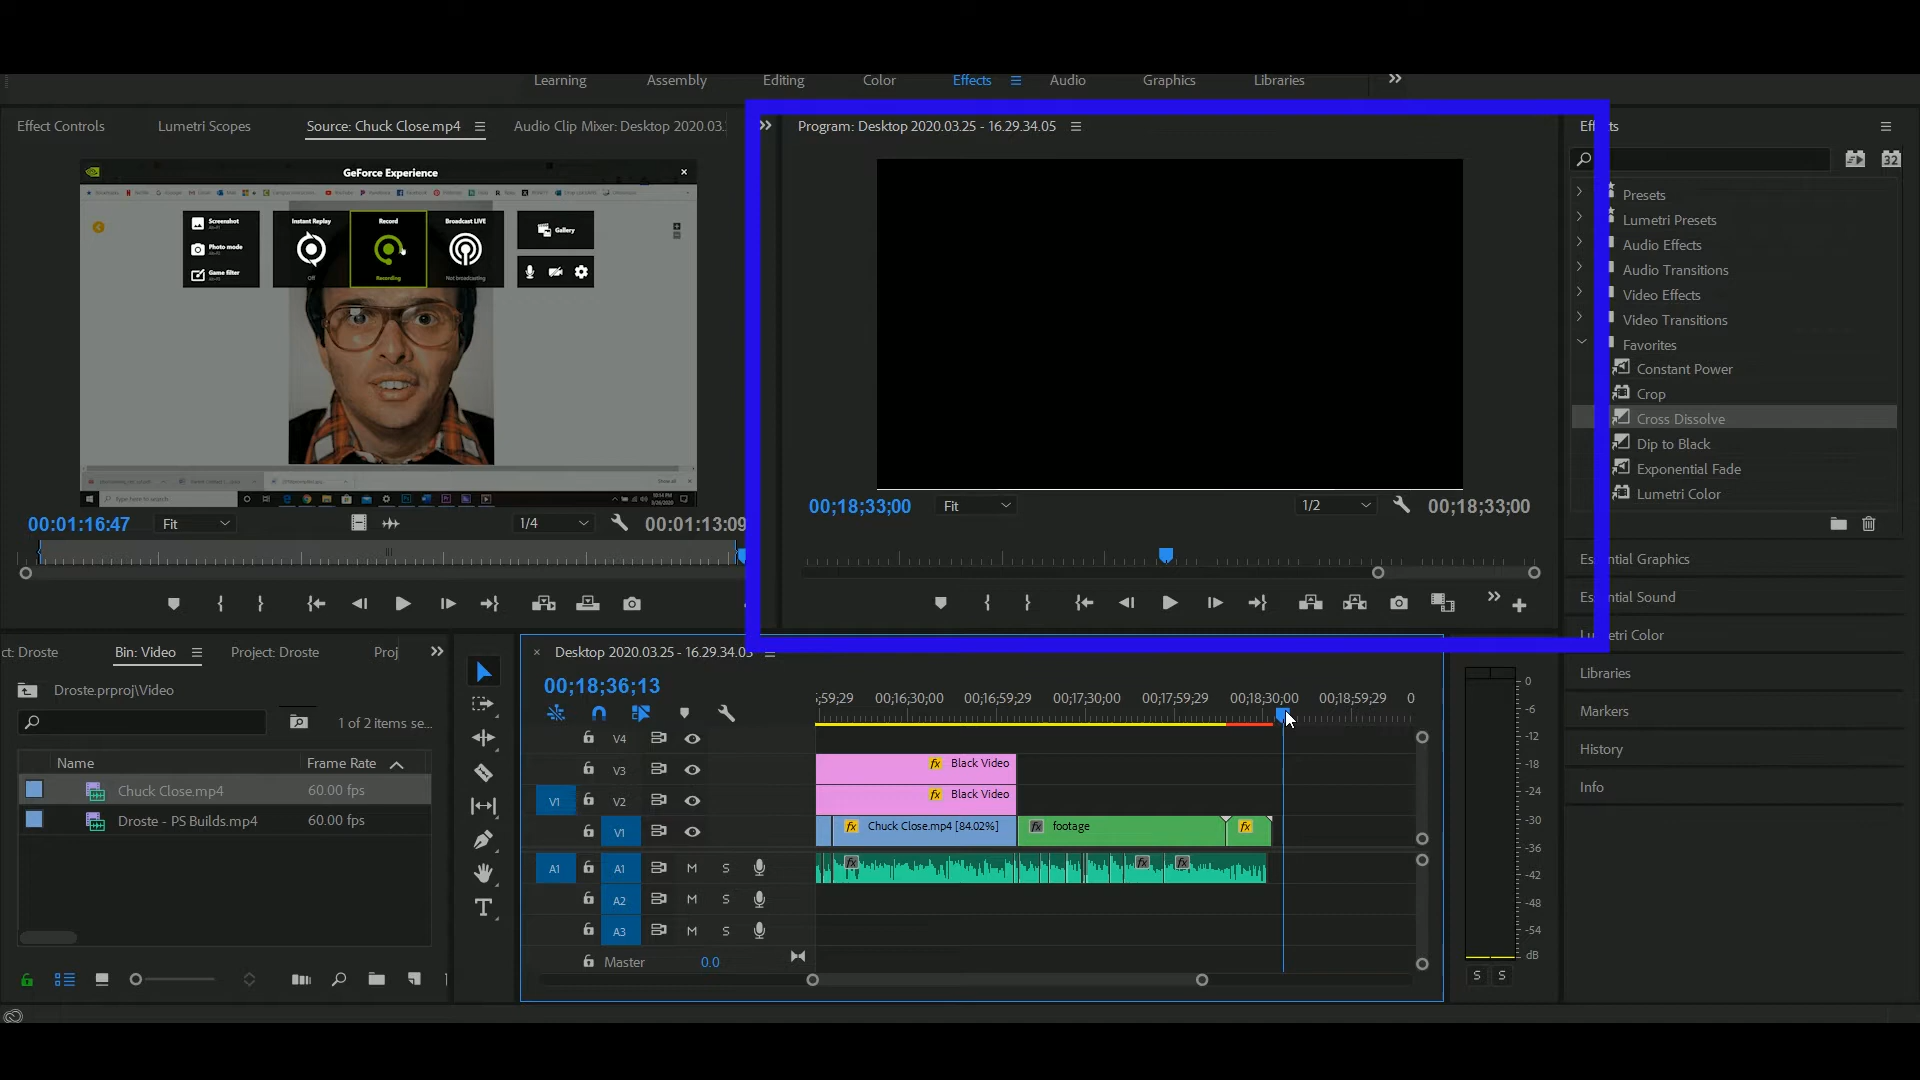 Learning Assembly Editing Color Effects Audio Graphics Libraries
Effect Controls Lumetri Scopes Source: Chuck Close.mp4 Audio Clip Mixer: Desktop 2020.03.
GeForce Experience
Screenshot
Photo mode
Game filter
Instant Replay
Off
Record
Recording
Broadcast LIVE
Not broadcasting
Gallery
00:01:16:47 Fit 1/4 00:01:13:09
Program: Desktop 2020.03.25 - 16.29.34.05
00;18;33;00 Fit 1/2 00;18;33;00
32
Presets
Lumetri Presets
Audio Effects
Audio Transitions
Video Effects
Video Transitions
Favorites
Constant Power
Crop
Cross Dissolve
Dip to Black
Exponential Fade
Lumetri Color
Libraries
Markers
History
Info
ct: Droste Bin: Video Project: Droste Proj
Droste.prproj\Video
1 of 2 items se...
Name Frame Rate
Chuck Close.mp4 60.00 fps
Droste - PS Builds.mp4 60.00 fps
Desktop 2020.03.25 - 16.29.34.05
00;18;36;13
;59;29 00;16;30;00 00;16;59;29 00;17;30;00 00;17;59;29 00;18;30;00 00;18;59;29 0
V4
V3 fx Black Video
V1 V2 fx Black Video
V1 fx Chuck Close.mp4 [84.02%] fx footage fx
A1 A1 M S fx fx fx
A2 M S
A3 M S
Master 0.0
0
-6
-12
-18
-24
-30
-36
-42
-48
-54
dB
S S